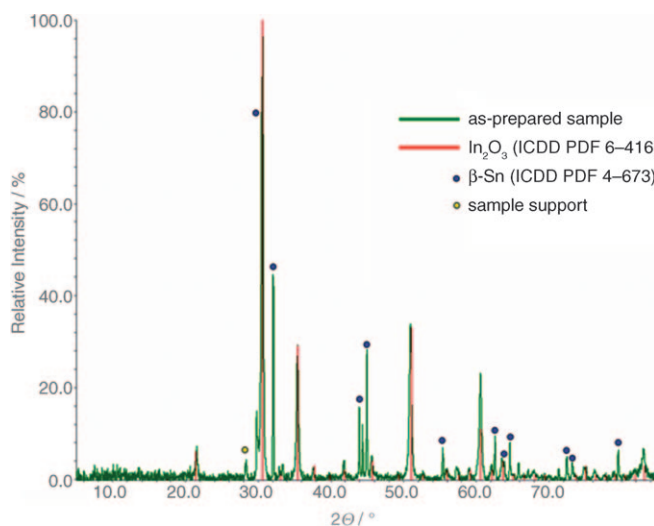 100.0
80.0
60.0
40.0
20.0
0.0
Relative Intensity / %
as-prepared sample
In₂O₃ (ICDD PDF 6–416
β-Sn (ICDD PDF 4–673)
sample support
10.0 20.0 30.0 40.0 50.0 60.0 70.0
2Θ / °